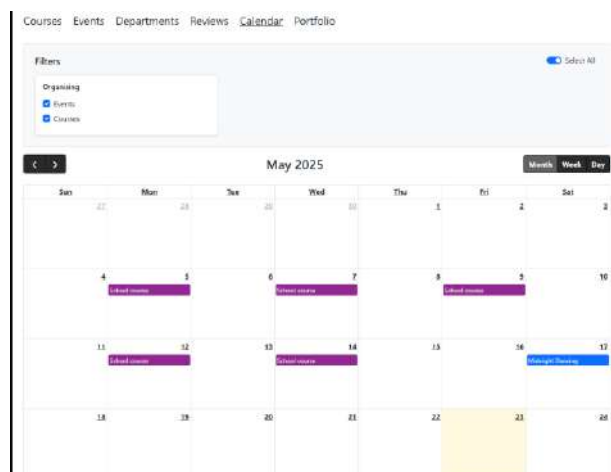 Courses Events Departments Reviews Calendar Portfolio
Filters
Select All
Organising
Events
Courses
May 2025
Month Week Day
Sun Mon Tue Wed Thu Fri Sat
27 28 29 30 1 2 3
4 5 6 7 8 9 10
School course School course School course
11 12 13 14 15 16 17
School course School course Midnight
18 19 20 21 22 23 24